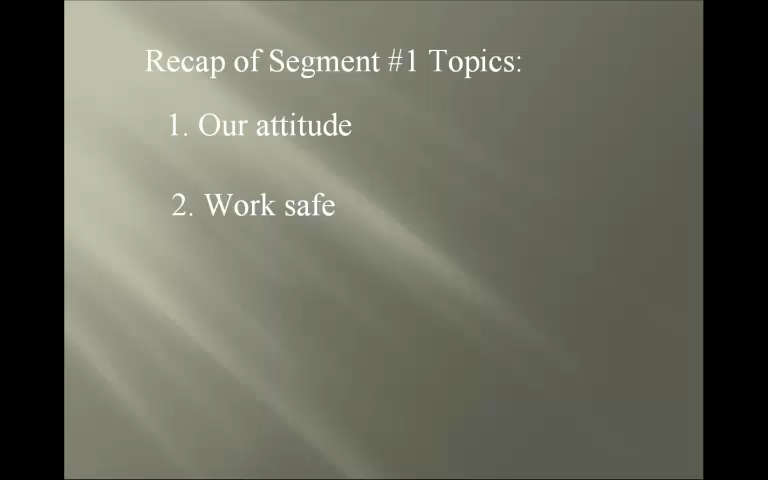 Recap of Segment #1 Topics:
1. Our attitude
2. Work safe